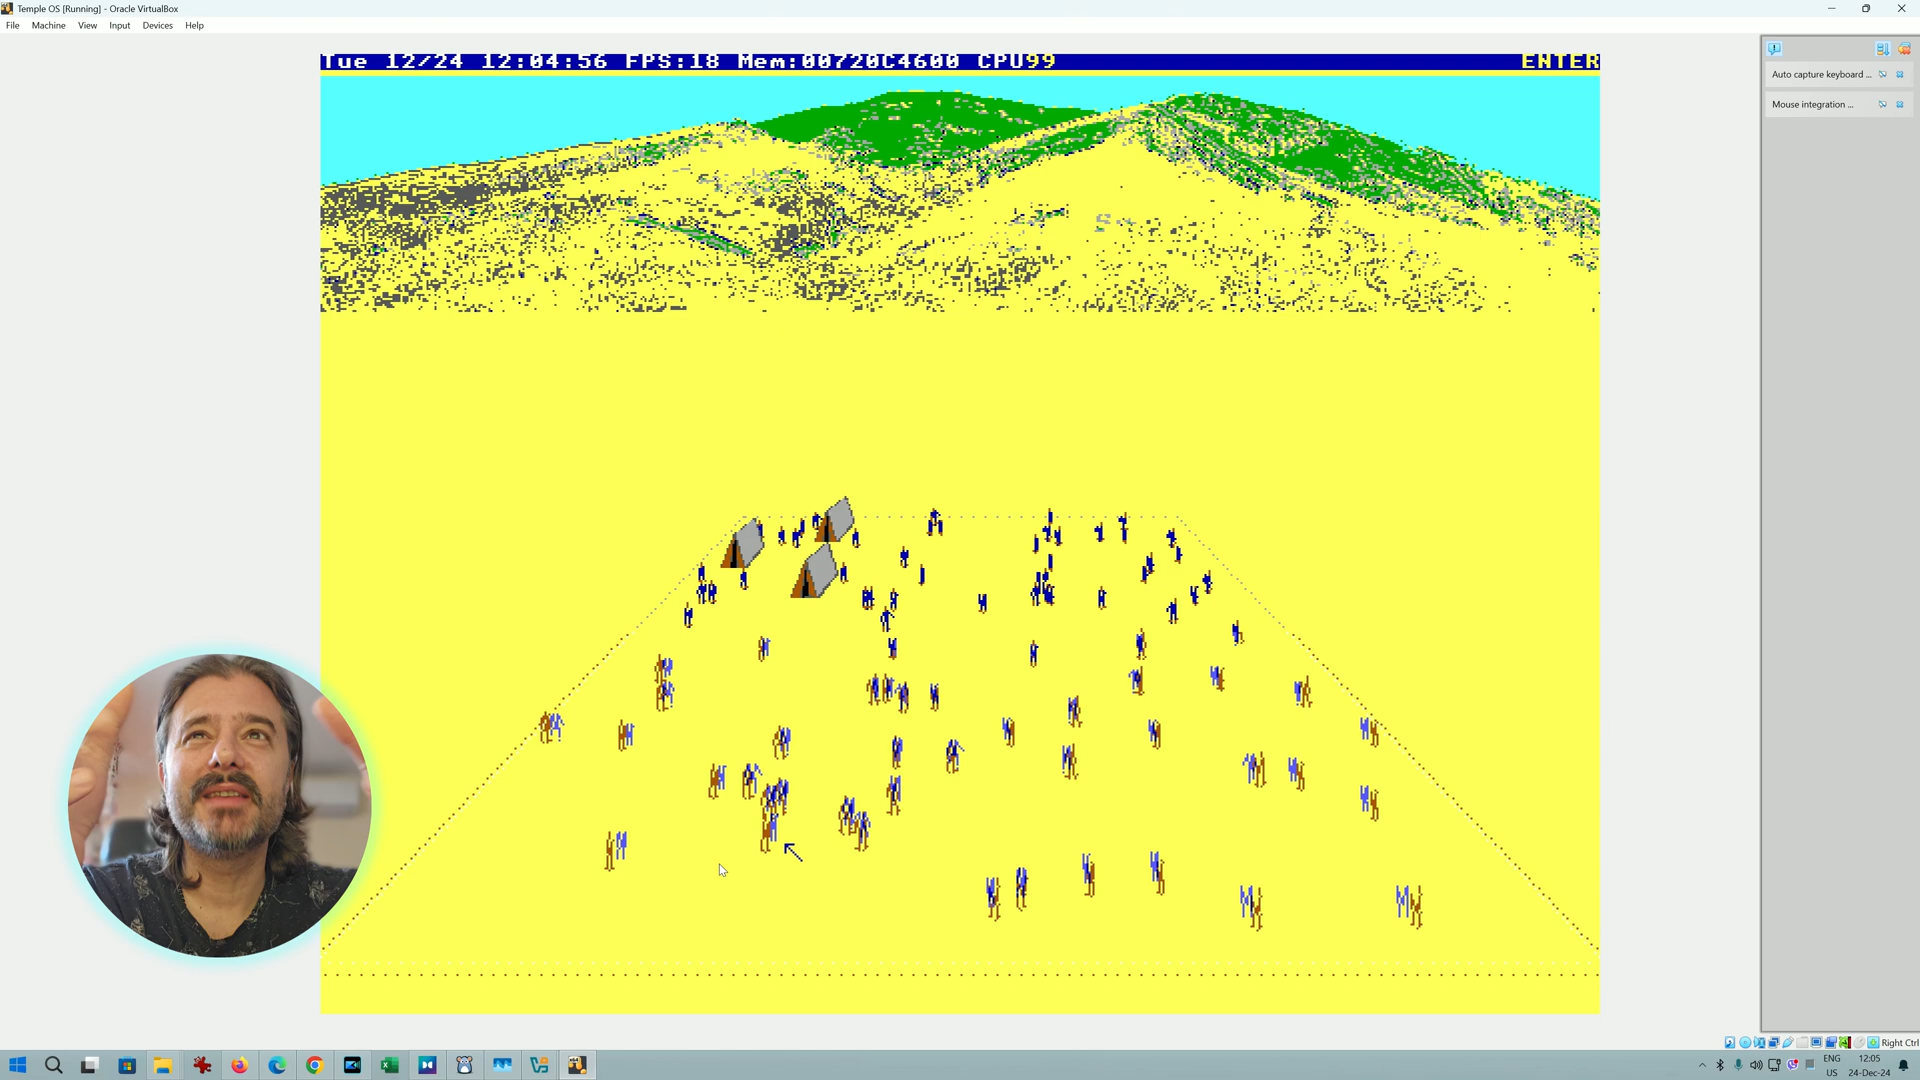 Temple OS [Running] - Oracle VirtualBox
File Machine View Input Devices Help
Tue 12/24 12:04:56 FPS:18 Mem:00720C4600 CPU99 ENTER
Auto capture keyboard ...
Mouse integration ...
Right Ctrl
ENG
US
12:05
24-Dec-24